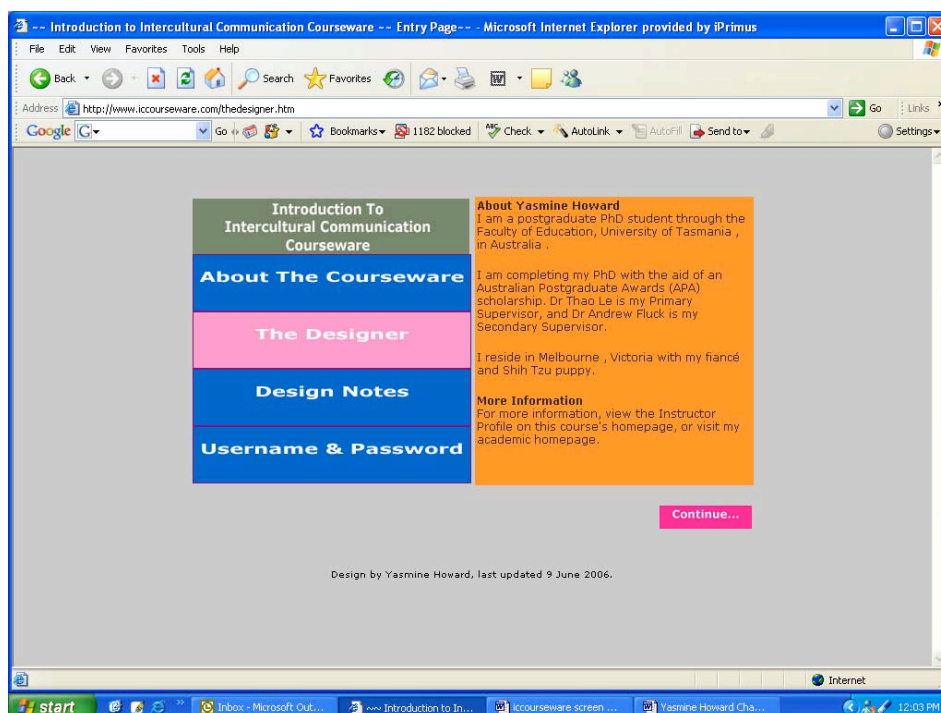 ~~ Introduction to Intercultural Communication Courseware ~~ Entry Page-- - Microsoft Internet Explorer provided by iPrimus
File Edit View Favorites Tools Help
Back Search Favorites
Address http://www.iccourseware.com/thedesigner.htm Go Links
Google Go Bookmarks 1182 blocked Check AutoLink AutoFill Send to Settings
Introduction To
Intercultural Communication
Courseware
About The Courseware
The Designer
Design Notes
Username & Password
About Yasmine Howard
I am a postgraduate PhD student through the
Faculty of Education, University of Tasmania ,
in Australia .
I am completing my PhD with the aid of an
Australian Postgraduate Awards (APA)
scholarship. Dr Thao Le is my Primary
Supervisor, and Dr Andrew Fluck is my
Secondary Supervisor.
I reside in Melbourne , Victoria with my fiancé
and Shih Tzu puppy.
More Information
For more information, view the Instructor
Profile on this course's homepage, or visit my
academic homepage.
Continue...
Design by Yasmine Howard, last updated 9 June 2006.
Internet
start Inbox - Microsoft Out... ~~ Introduction to In... iccourseware screen ... Yasmine Howard Cha... 12:03 PM